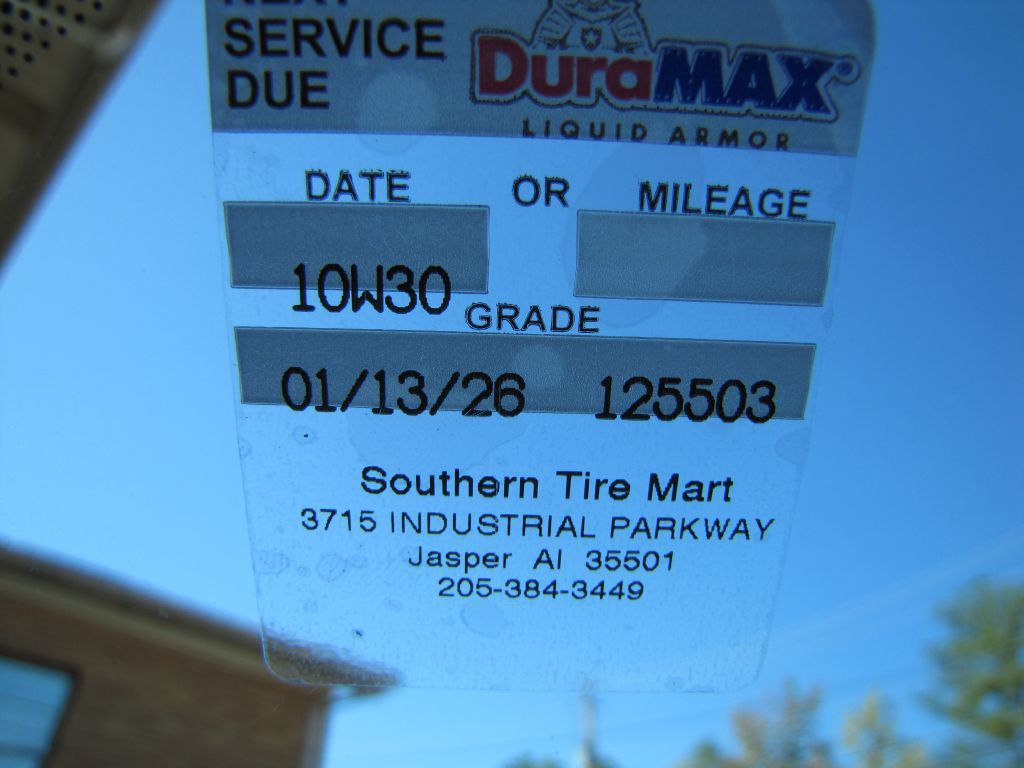 NEXT
SERVICE
DUE
DuraMAX®
LIQUID ARMOR
DATE OR MILEAGE
10W30
GRADE
01/13/26 125503
Southern Tire Mart
3715 INDUSTRIAL PARKWAY
Jasper Al 35501
205-384-3449